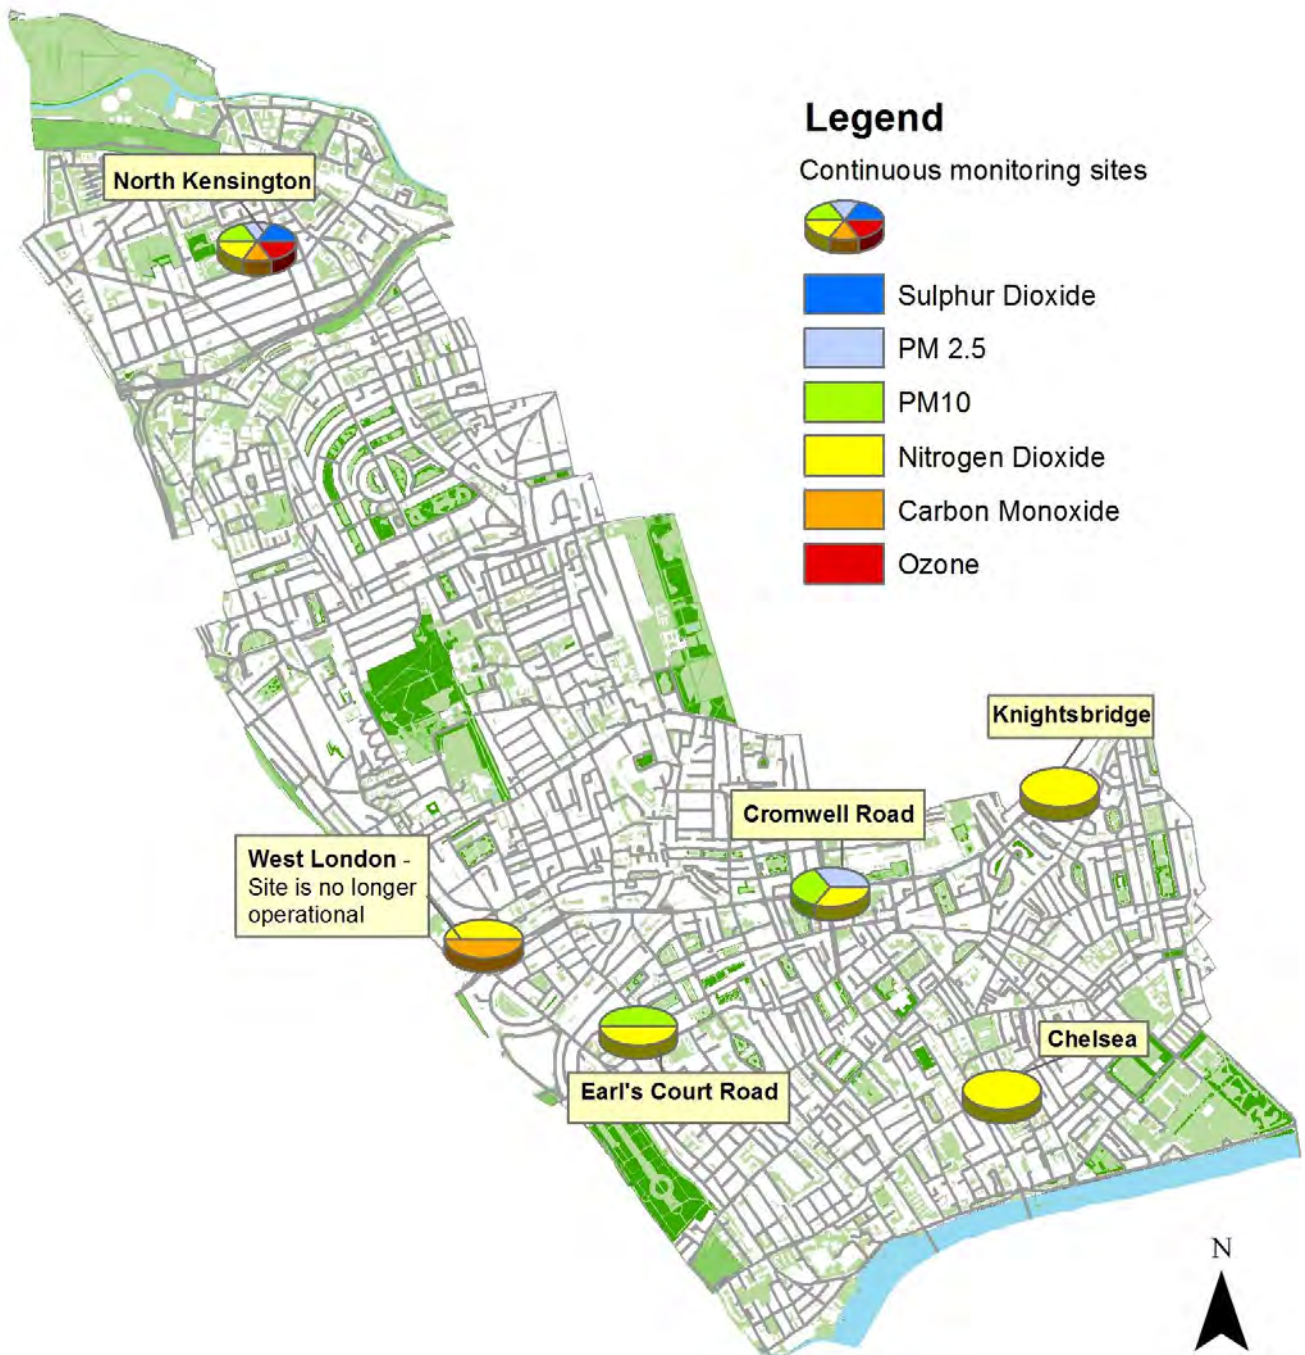 Legend
Continuous monitoring sites
Sulphur Dioxide
PM 2.5
PM10
Nitrogen Dioxide
Carbon Monoxide
Ozone
North Kensington
Knightsbridge
Cromwell Road
West London -
Site is no longer
operational
Chelsea
Earl's Court Road
N